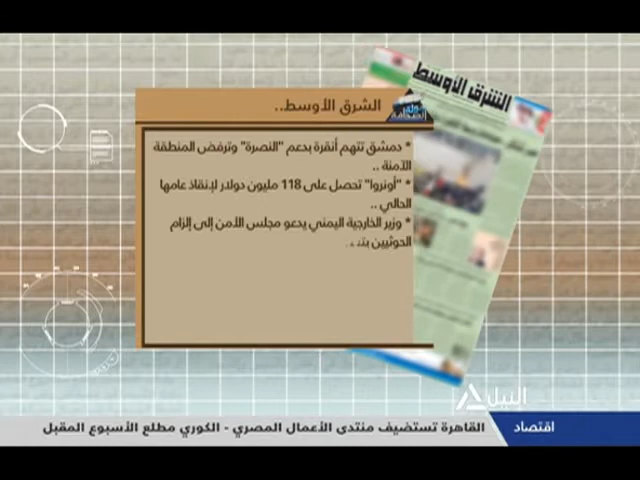 الشرق الأوسط
الشرق الأوسط..
الصحافة
* دمشق تتهم أنقرة بدعم "النصرة" وترفض المنطقة
الآمنة ..
* "أونروا" تحصل على 118 مليون دولار لإنقاذ عامها
الحالي ..
* وزير الخارجية اليمني يدعو مجلس الأمن إلى إلزام
الحوثيين
النيل
اقتصاد
القاهرة تستضيف منتدى الأعمال المصري - الكوري مطلع الأسبوع المقبل